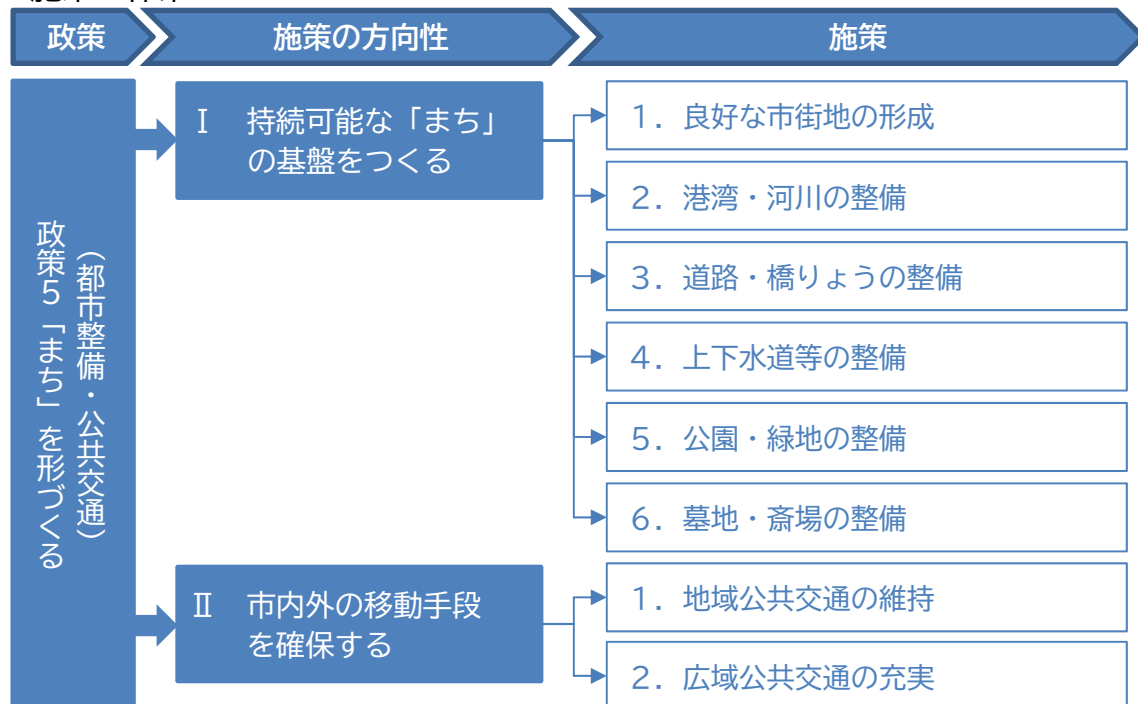 政策
施策の方向性
施策
政策５「まち」を形づくる
（都市整備・公共交通）
Ⅰ 持続可能な「まち」
の基盤をつくる
１．良好な市街地の形成
２．港湾・河川の整備
３．道路・橋りょうの整備
４．上下水道等の整備
５．公園・緑地の整備
６．墓地・斎場の整備
Ⅱ 市内外の移動手段
を確保する
１．地域公共交通の維持
２．広域公共交通の充実